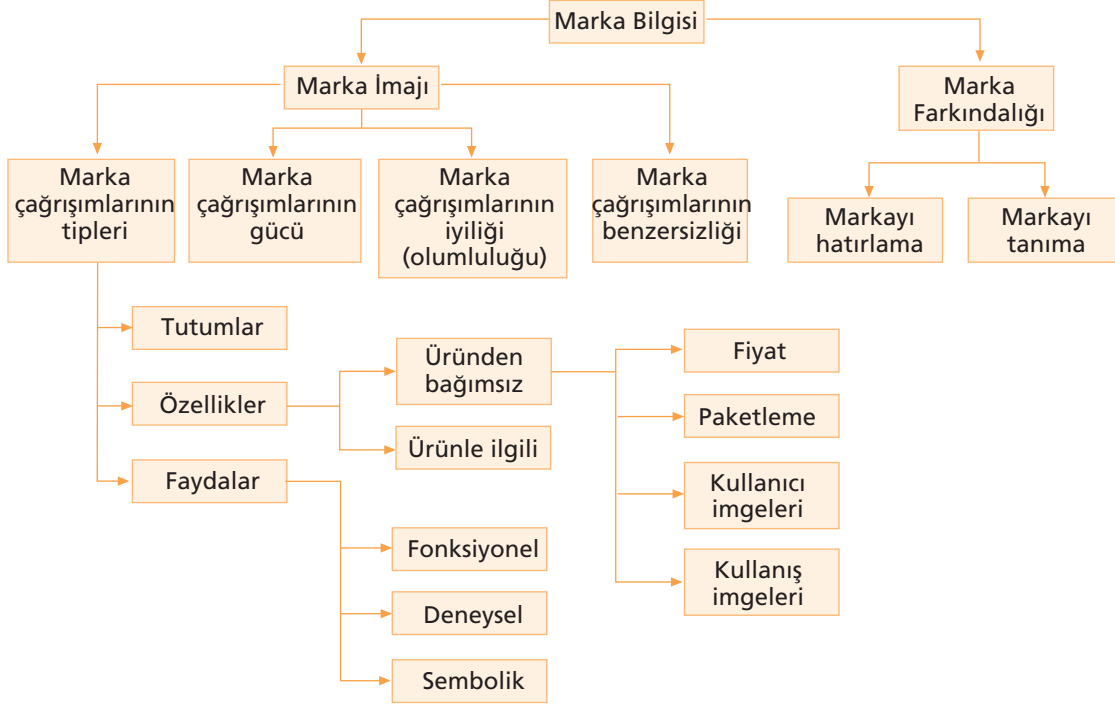 Marka Bilgisi
Marka İmajı
Marka
Farkındalığı
Marka
çağrışımlarının
tipleri
Marka
çağrışımlarının
gücü
Marka
çağrışımlarının
iyiliği
(olumluluğu)
Marka
çağrışımlarının
benzersizliği
Markayı
hatırlama
Markayı
tanıma
Tutumlar
Özellikler
Faydalar
Üründen
bağımsız
Ürünle ilgili
Fiyat
Paketleme
Kullanıcı
imgeleri
Kullanış
imgeleri
Fonksiyonel
Deneysel
Sembolik